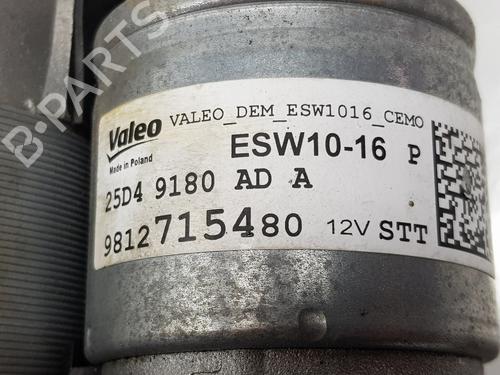 B-PARTS
Valeo
VALEO_DEM_ESW1016_CEMO
Made in Poland
ESW10-16 P
25D4 9180 AD A
9812715480 12V STT